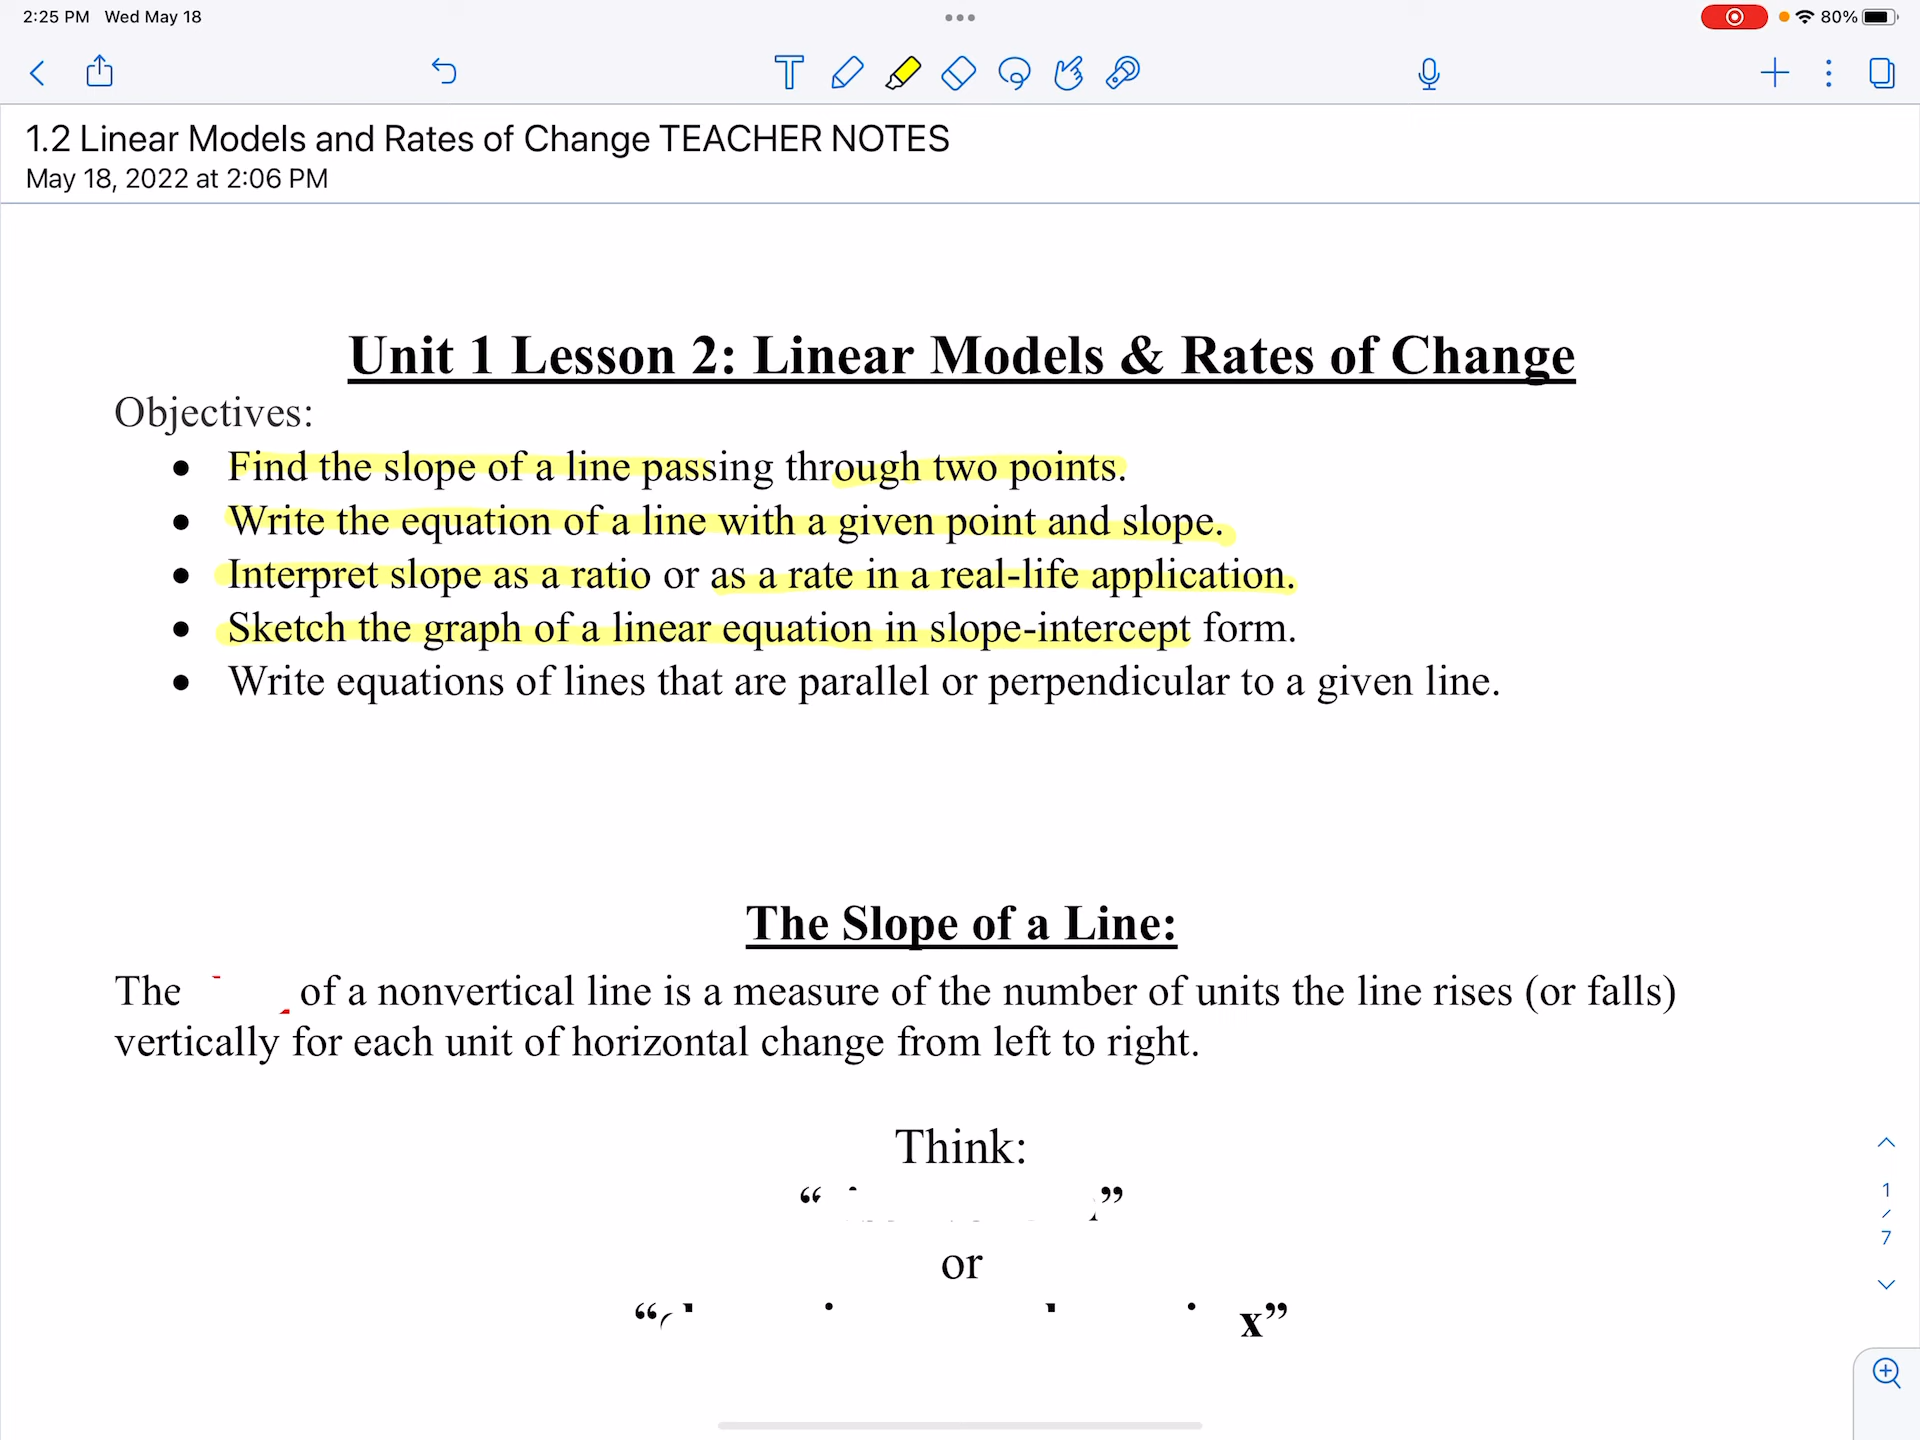 2:25 PM Wed May 18
80%
1.2 Linear Models and Rates of Change TEACHER NOTES
May 18, 2022 at 2:06 PM
Unit 1 Lesson 2: Linear Models & Rates of Change
Objectives:
• Find the slope of a line passing through two points.
• Write the equation of a line with a given point and slope.
• Interpret slope as a ratio or as a rate in a real-life application.
• Sketch the graph of a linear equation in slope-intercept form.
• Write equations of lines that are parallel or perpendicular to a given line.
The Slope of a Line:
The of a nonvertical line is a measure of the number of units the line rises (or falls)
vertically for each unit of horizontal change from left to right.
Think:
“ ”
or
“ x”
1
/
7